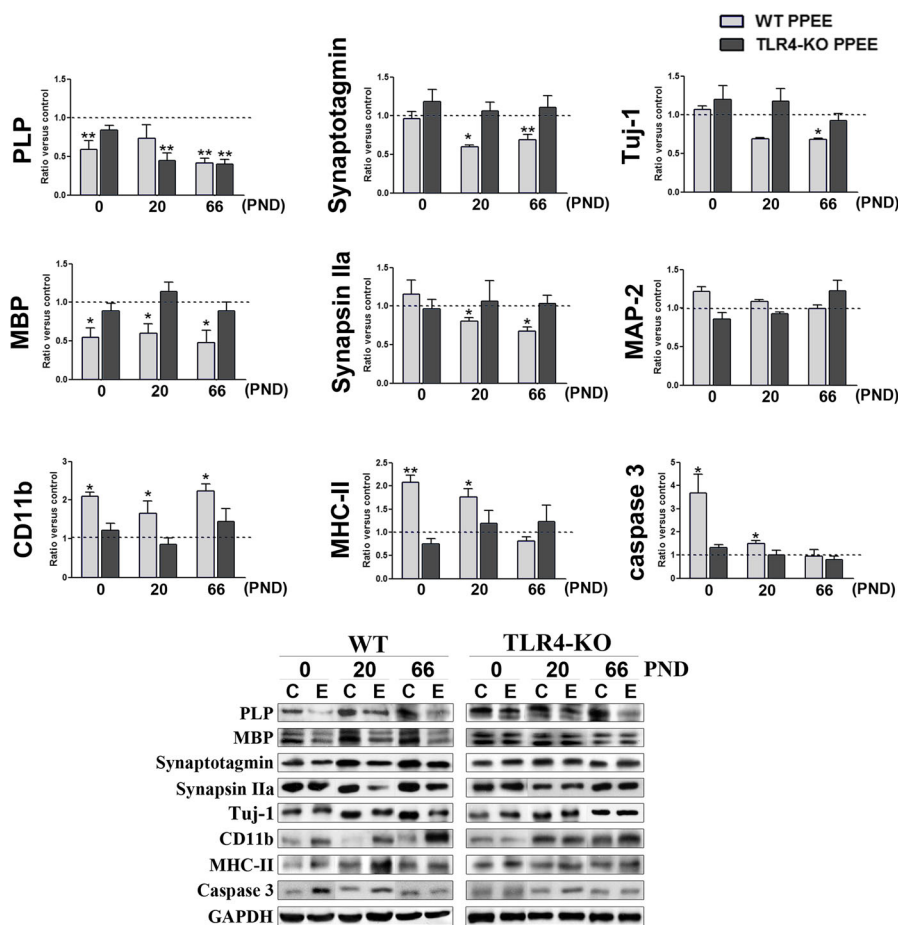 WT PPEE
TLR4-KO PPEE
PLP
Ratio versus control
1.5
1.0
0.5
0.0
** ** ** **
0 20 66 (PND)
Synaptotagmin
Ratio versus control
1.5
1.0
0.5
0.0
* **
0 20 66 (PND)
Tuj-1
Ratio versus control
1.5
1.0
0.5
0.0
*
0 20 66 (PND)
MBP
Ratio versus control
1.5
1.0
0.5
0.0
* * *
0 20 66 (PND)
Synapsin IIa
Ratio versus control
1.5
1.0
0.5
0.0
* *
0 20 66 (PND)
MAP-2
Ratio versus control
1.5
1.0
0.5
0.0
0 20 66 (PND)
CD11b
Ratio versus control
3
2
1
0
* * *
0 20 66 (PND)
MHC-II
Ratio versus control
2.5
2.0
1.5
1.0
0.5
0.0
** *
0 20 66 (PND)
caspase 3
Ratio versus control
5
4
3
2
1
0
* *
0 20 66 (PND)
WT TLR4-KO
0 20 66 0 20 66 PND
C E C E C E C E C E C E
PLP
MBP
Synaptotagmin
Synapsin IIa
Tuj-1
CD11b
MHC-II
Caspase 3
GAPDH